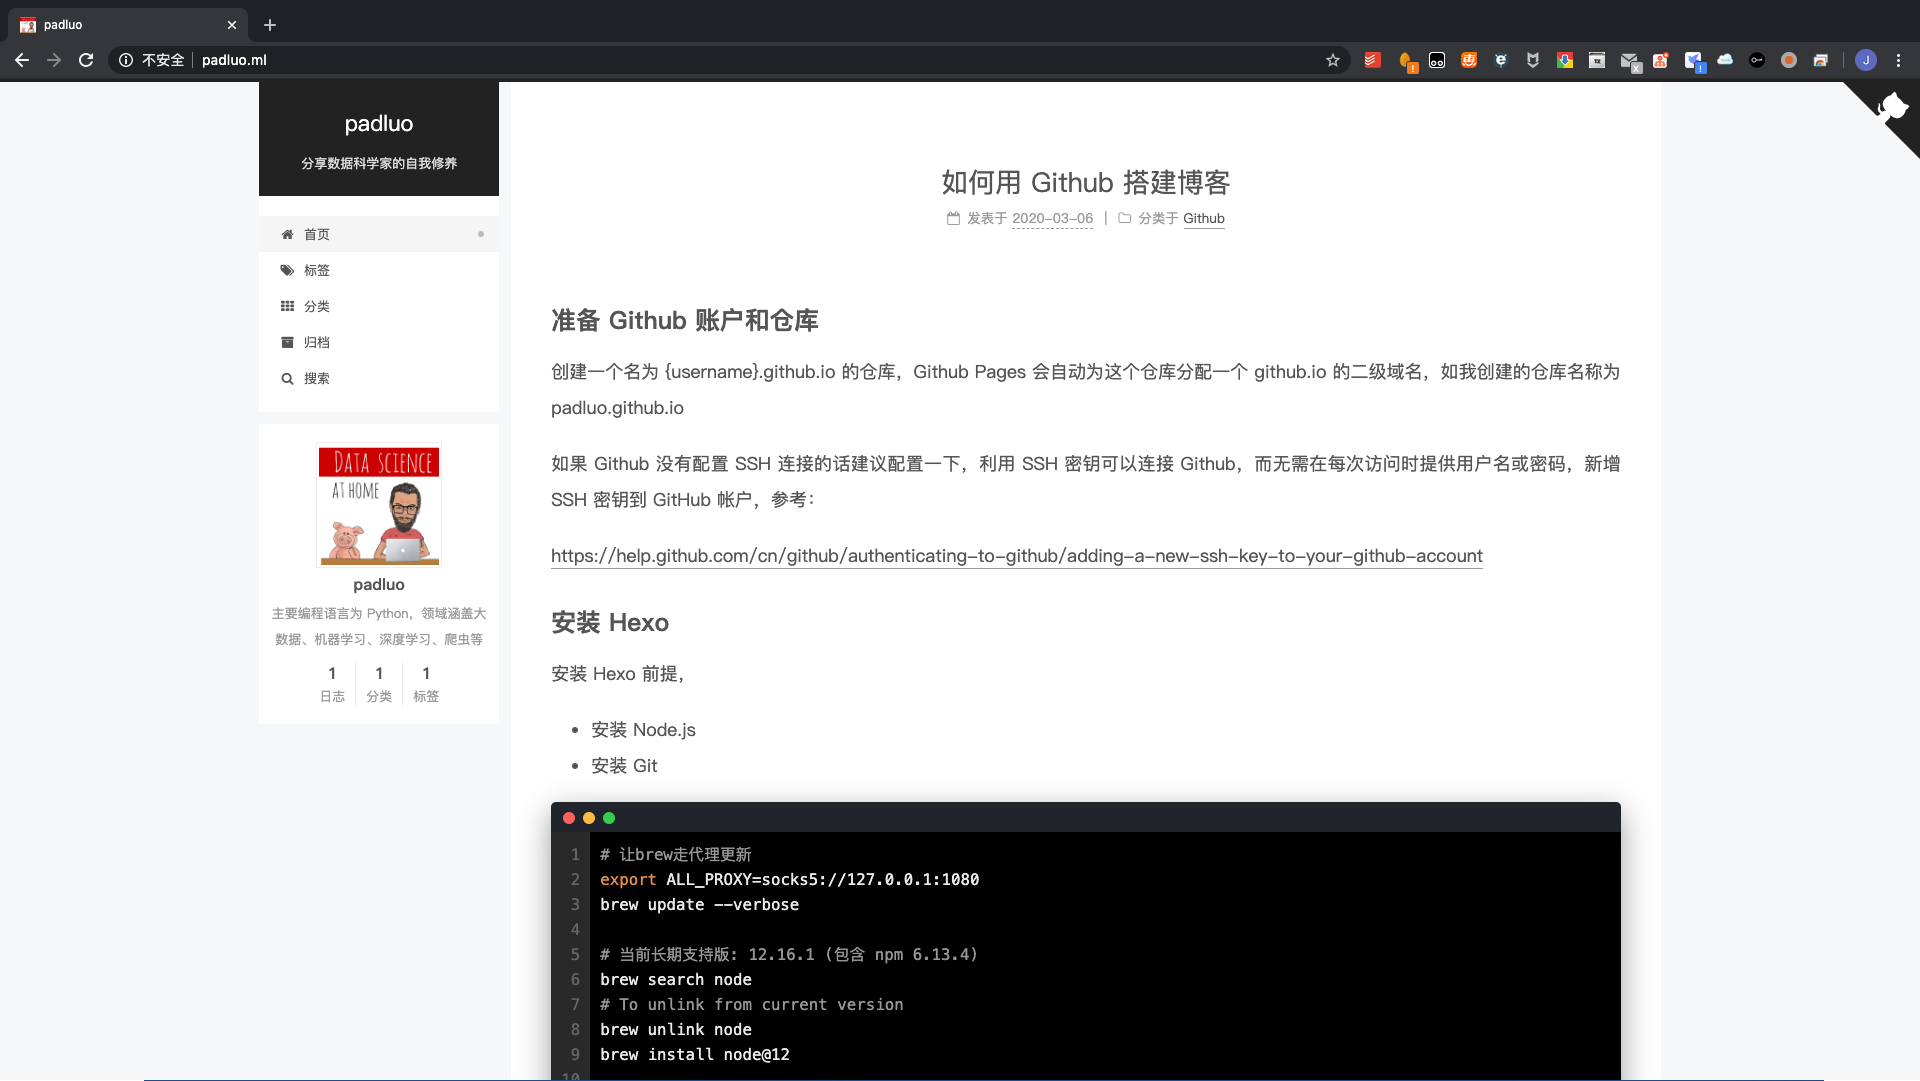 padluo
不安全
padluo.ml
J
padluo
分享数据科学家的自我修养
首页
标签
分类
归档
搜索
DATA SCIENCE
AT HOME
padluo
主要编程语言为 Python，领域涵盖大
数据、机器学习、深度学习、爬虫等
1 1 1
日志 分类 标签
如何用 Github 搭建博客
发表于 2020-03-06 | 分类于 Github
准备 Github 账户和仓库
创建一个名为 {username}.github.io 的仓库，Github Pages 会自动为这个仓库分配一个 github.io 的二级域名，如我创建的仓库名称为
padluo.github.io
如果 Github 没有配置 SSH 连接的话建议配置一下，利用 SSH 密钥可以连接 Github，而无需在每次访问时提供用户名或密码，新增
SSH 密钥到 GitHub 帐户，参考：
https://help.github.com/cn/github/authenticating-to-github/adding-a-new-ssh-key-to-your-github-account
安装 Hexo
安装 Hexo 前提，
• 安装 Node.js
• 安装 Git
1 # 让brew走代理更新
2 export ALL_PROXY=socks5://127.0.0.1:1080
3 brew update --verbose
4
5 # 当前长期支持版: 12.16.1 (包含 npm 6.13.4)
6 brew search node
7 # To unlink from current version
8 brew unlink node
9 brew install node@12
10